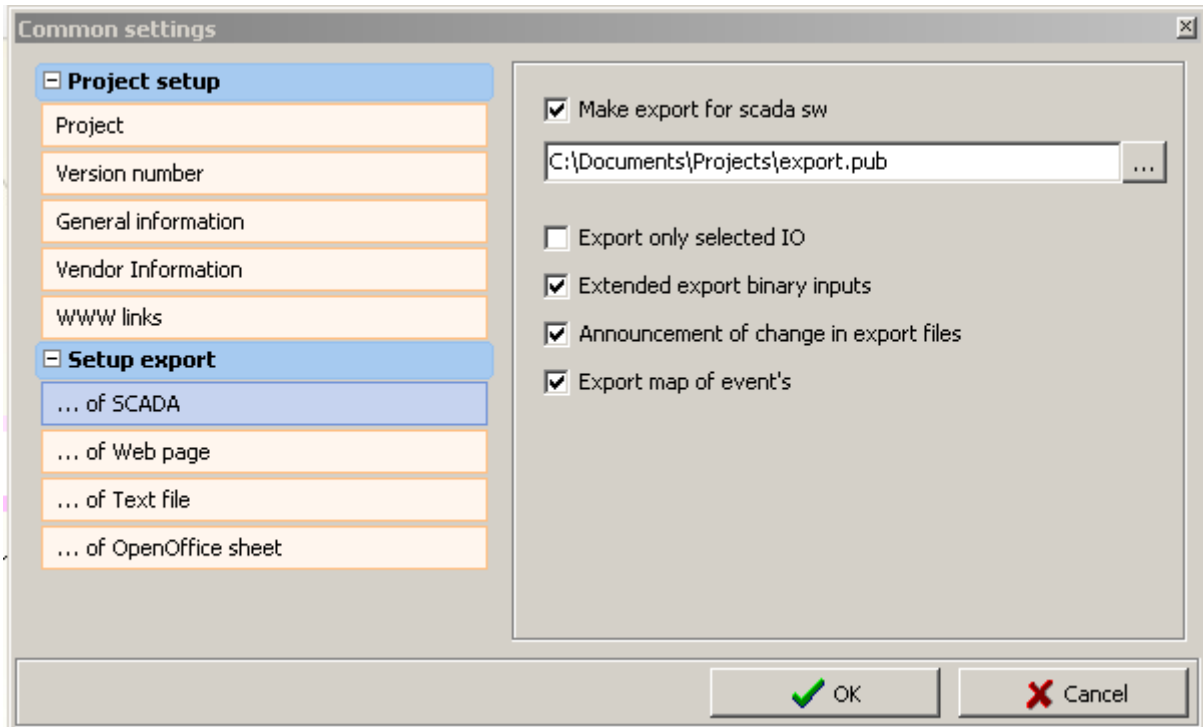 Common settings
Project setup
Project
Version number
General information
Vendor Information
WWW links
Setup export
... of SCADA
... of Web page
... of Text file
... of OpenOffice sheet
Make export for scada sw
C:\Documents\Projects\export.pub
...
Export only selected IO
Extended export binary inputs
Announcement of change in export files
Export map of event's
OK
Cancel